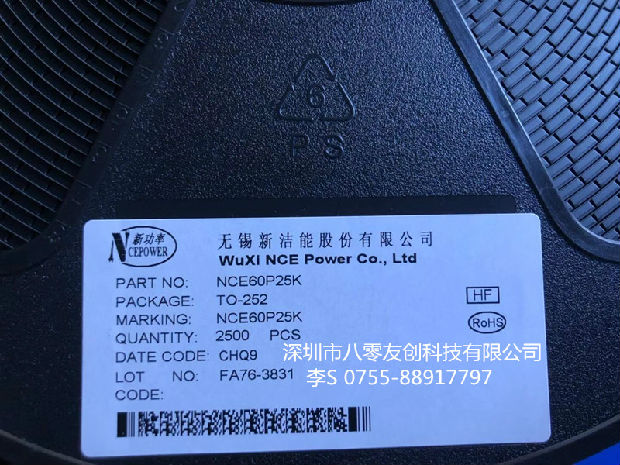 6
PS
新功率
NCEPOWER
无锡新洁能股份有限公司
WuXI NCE Power Co., Ltd
PART NO: NCE60P25K
PACKAGE: TO-252
MARKING: NCE60P25K
QUANTITY: 2500 PCS
DATE CODE: CHQ9
LOT NO: FA76-3831
CODE:
HF
RoHS
深圳市八零友创科技有限公司
李S 0755-88917797